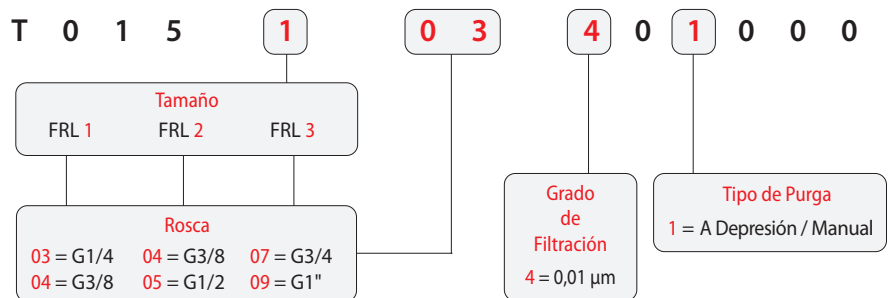 T 0 1 5 1 0 3 4 0 1 0 0 0
Tamaño
FRL 1 FRL 2 FRL 3
Rosca
03 = G1/4 04 = G3/8 07 = G3/4
04 = G3/8 05 = G1/2 09 = G1"
Grado
de
Filtración
4 = 0,01 µm
Tipo de Purga
1 = A Depresión / Manual